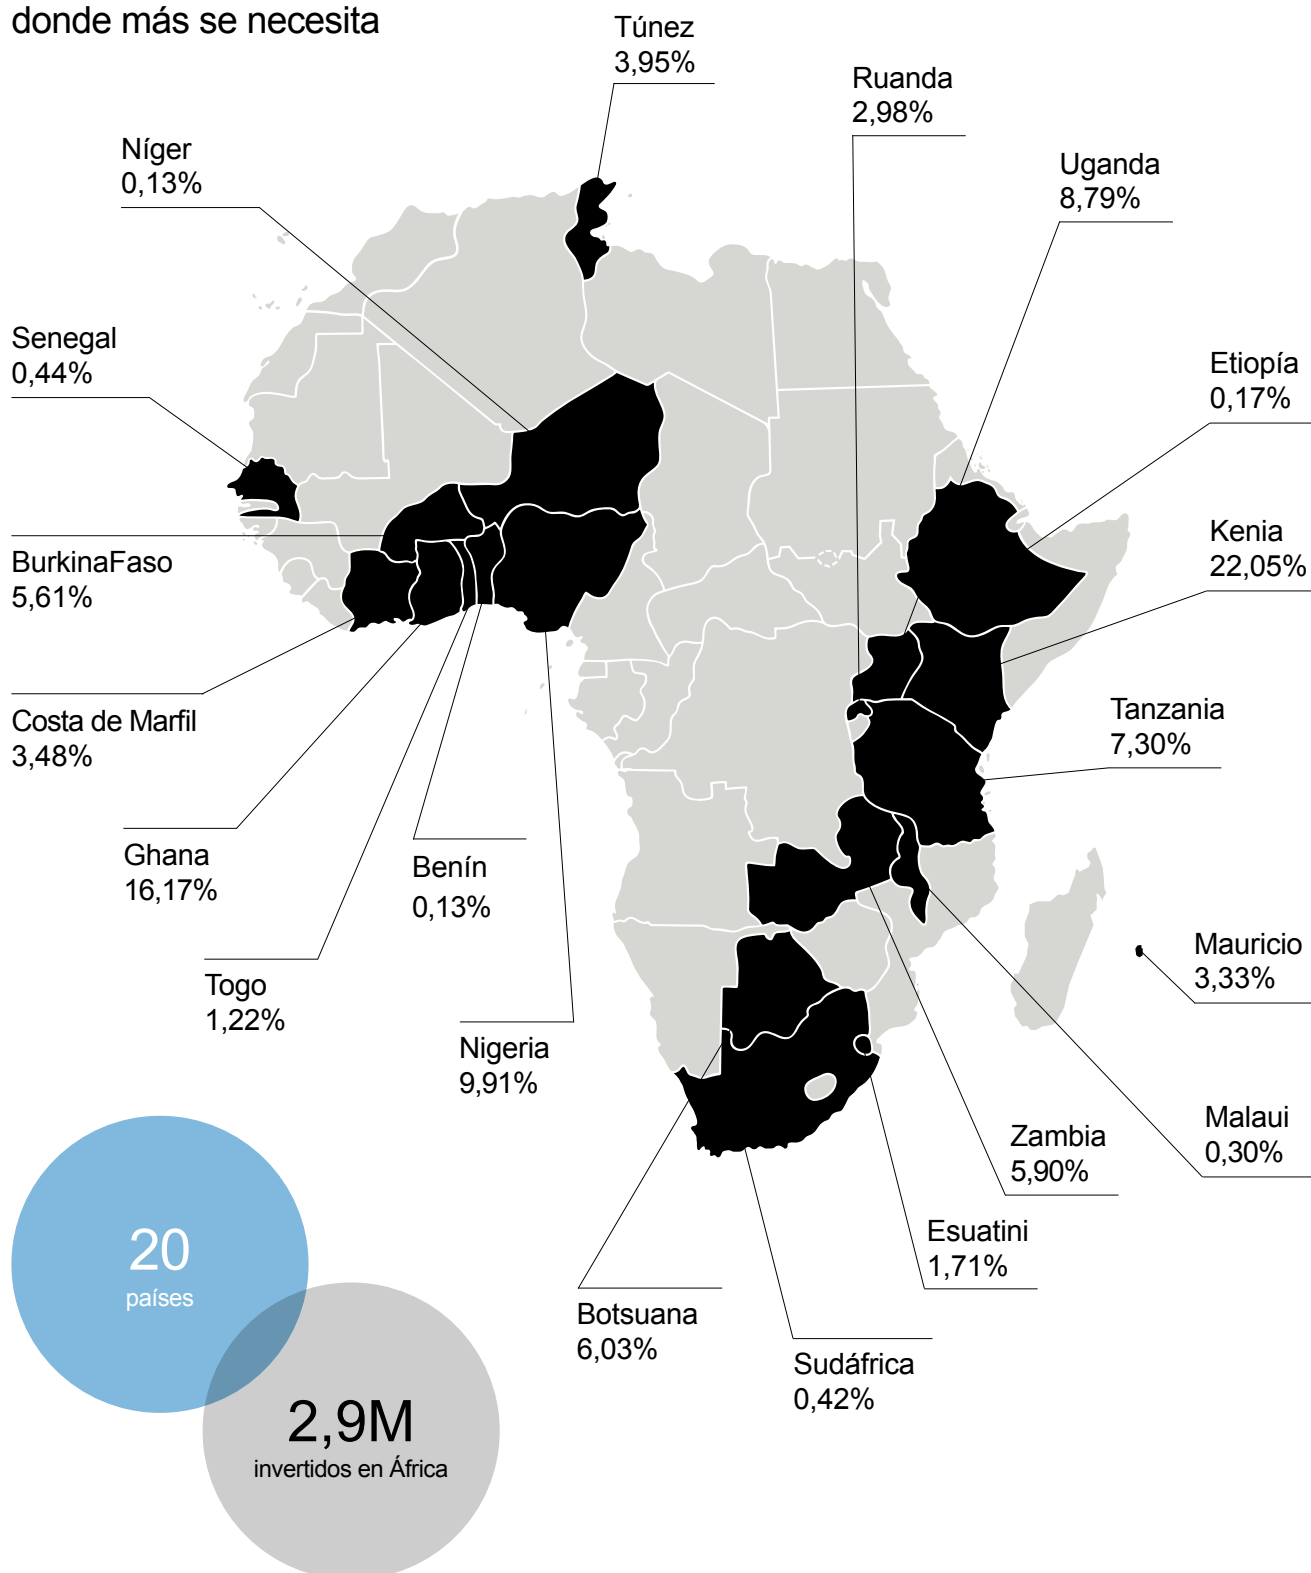 donde más se necesita
Túnez
3,95%
Ruanda
2,98%
Níger
0,13%
Uganda
8,79%
Senegal
0,44%
Etiopía
0,17%
Kenia
22,05%
BurkinaFaso
5,61%
Costa de Marfil
3,48%
Tanzania
7,30%
Ghana
16,17%
Benín
0,13%
Mauricio
3,33%
Togo
1,22%
Nigeria
9,91%
Malaui
0,30%
Zambia
5,90%
Esuatini
1,71%
Botsuana
6,03%
Sudáfrica
0,42%
20
países
2,9M
invertidos en África